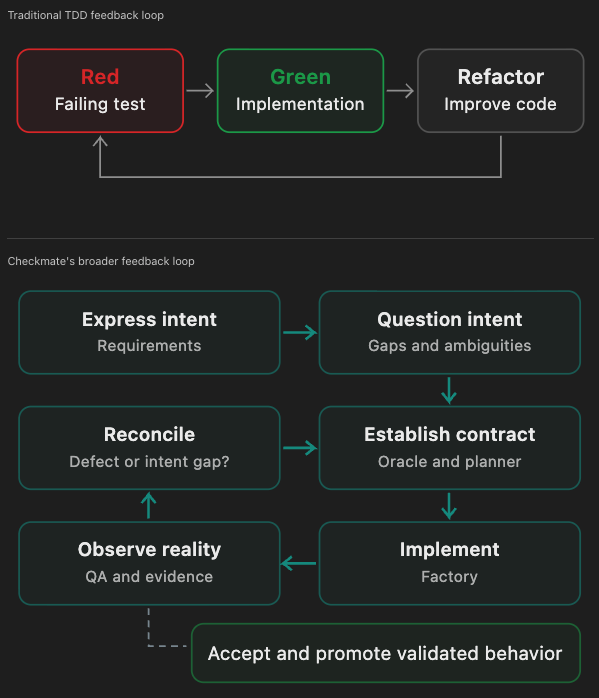 Traditional TDD feedback loop
Red
Failing test
Green
Implementation
Refactor
Improve code
Checkmate's broader feedback loop
Express intent
Requirements
Question intent
Gaps and ambiguities
Reconcile
Defect or intent gap?
Establish contract
Oracle and planner
Observe reality
QA and evidence
Implement
Factory
Accept and promote validated behavior